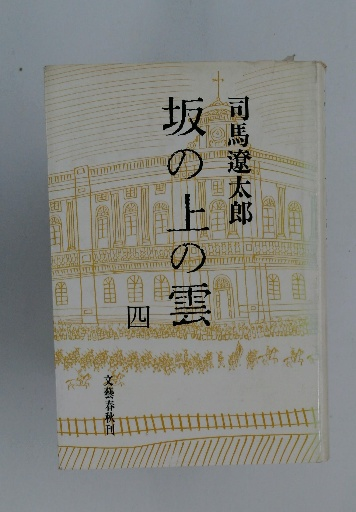 司馬遼太郎
坂の上の雲
四
文藝春秋刊